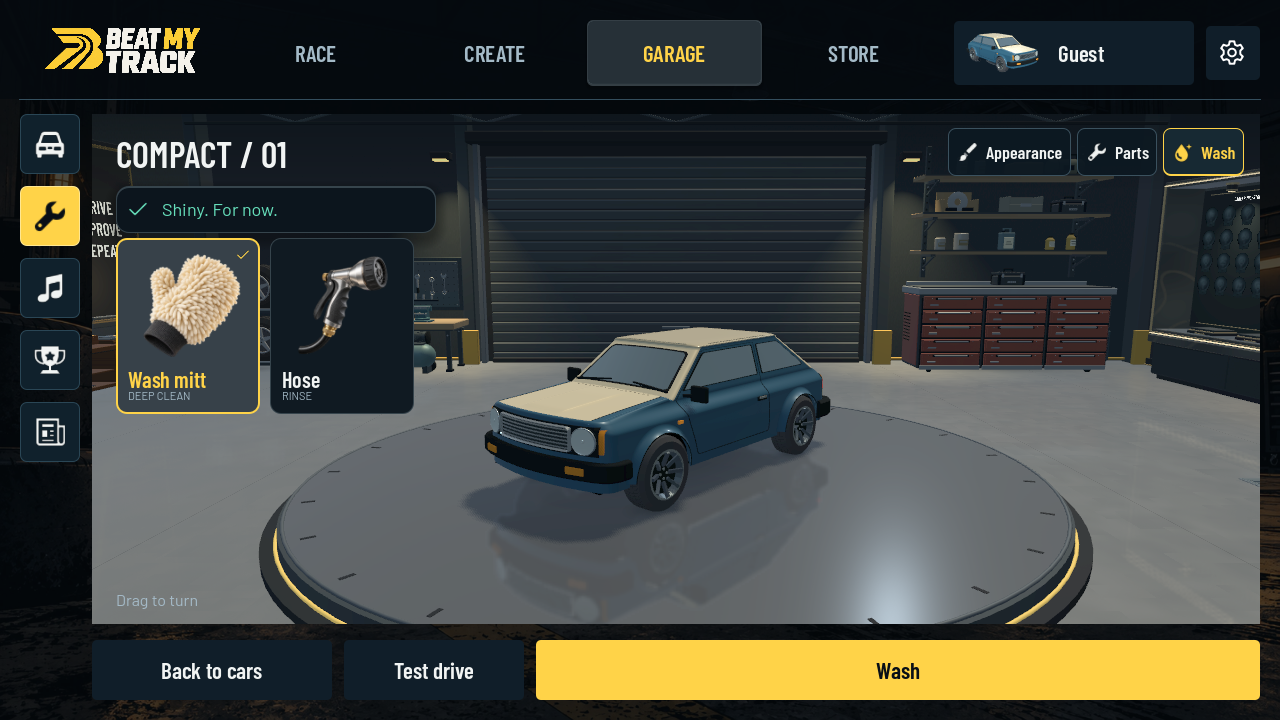 BEAT MY TRACK
RACE
CREATE
GARAGE
STORE
Guest
COMPACT / 01
Appearance
Parts
Wash
Shiny. For now.
Wash mitt
DEEP CLEAN
Hose
RINSE
Drag to turn
Back to cars
Test drive
Wash